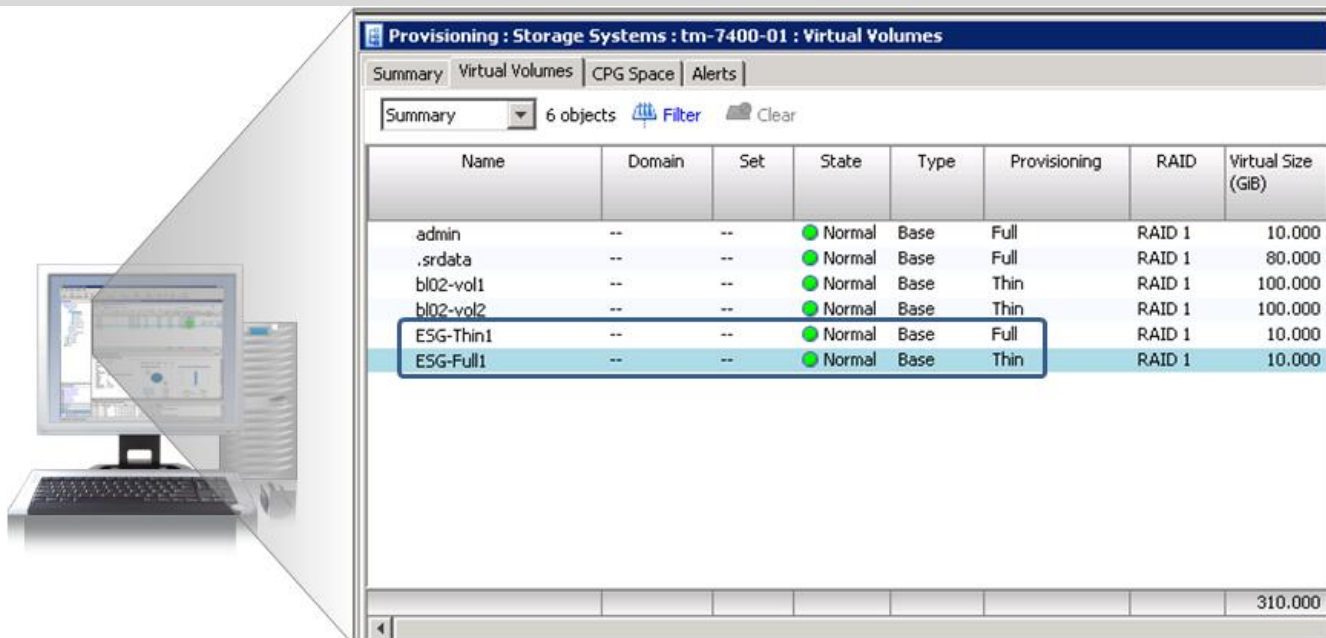 Provisioning : Storage Systems : tm-7400-01 : Virtual Volumes
Summary Virtual Volumes CPG Space Alerts
Summary 6 objects Filter Clear
Name Domain Set State Type Provisioning RAID Virtual Size
(GiB)
admin -- -- Normal Base Full RAID 1 10.000
.srdata -- -- Normal Base Full RAID 1 80.000
bl02-vol1 -- -- Normal Base Thin RAID 1 100.000
bl02-vol2 -- -- Normal Base Thin RAID 1 100.000
ESG-Thin1 -- -- Normal Base Full RAID 1 10.000
ESG-Full1 -- -- Normal Base Thin RAID 1 10.000
310.000